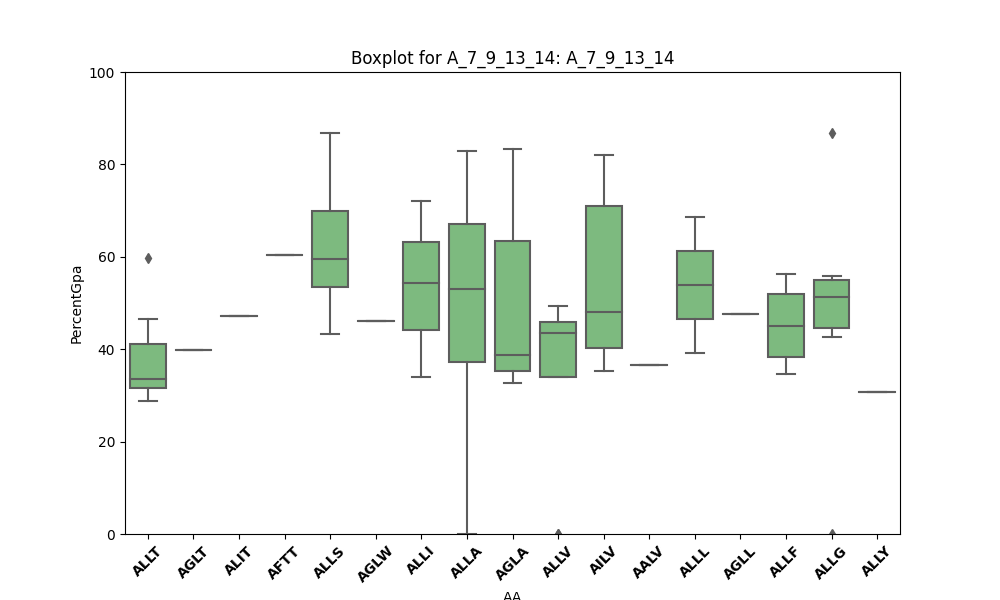 Boxplot for A_7_9_13_14: A_7_9_13_14
100
80
60
40
20
0
PercentGpa
ALLT
AGLT
ALIT
AFTT
ALLS
AGLW
ALLI
ALLA
AGLA
ALLV
AILV
AALV
ALLL
AGLL
ALLF
ALLG
ALLY
AA